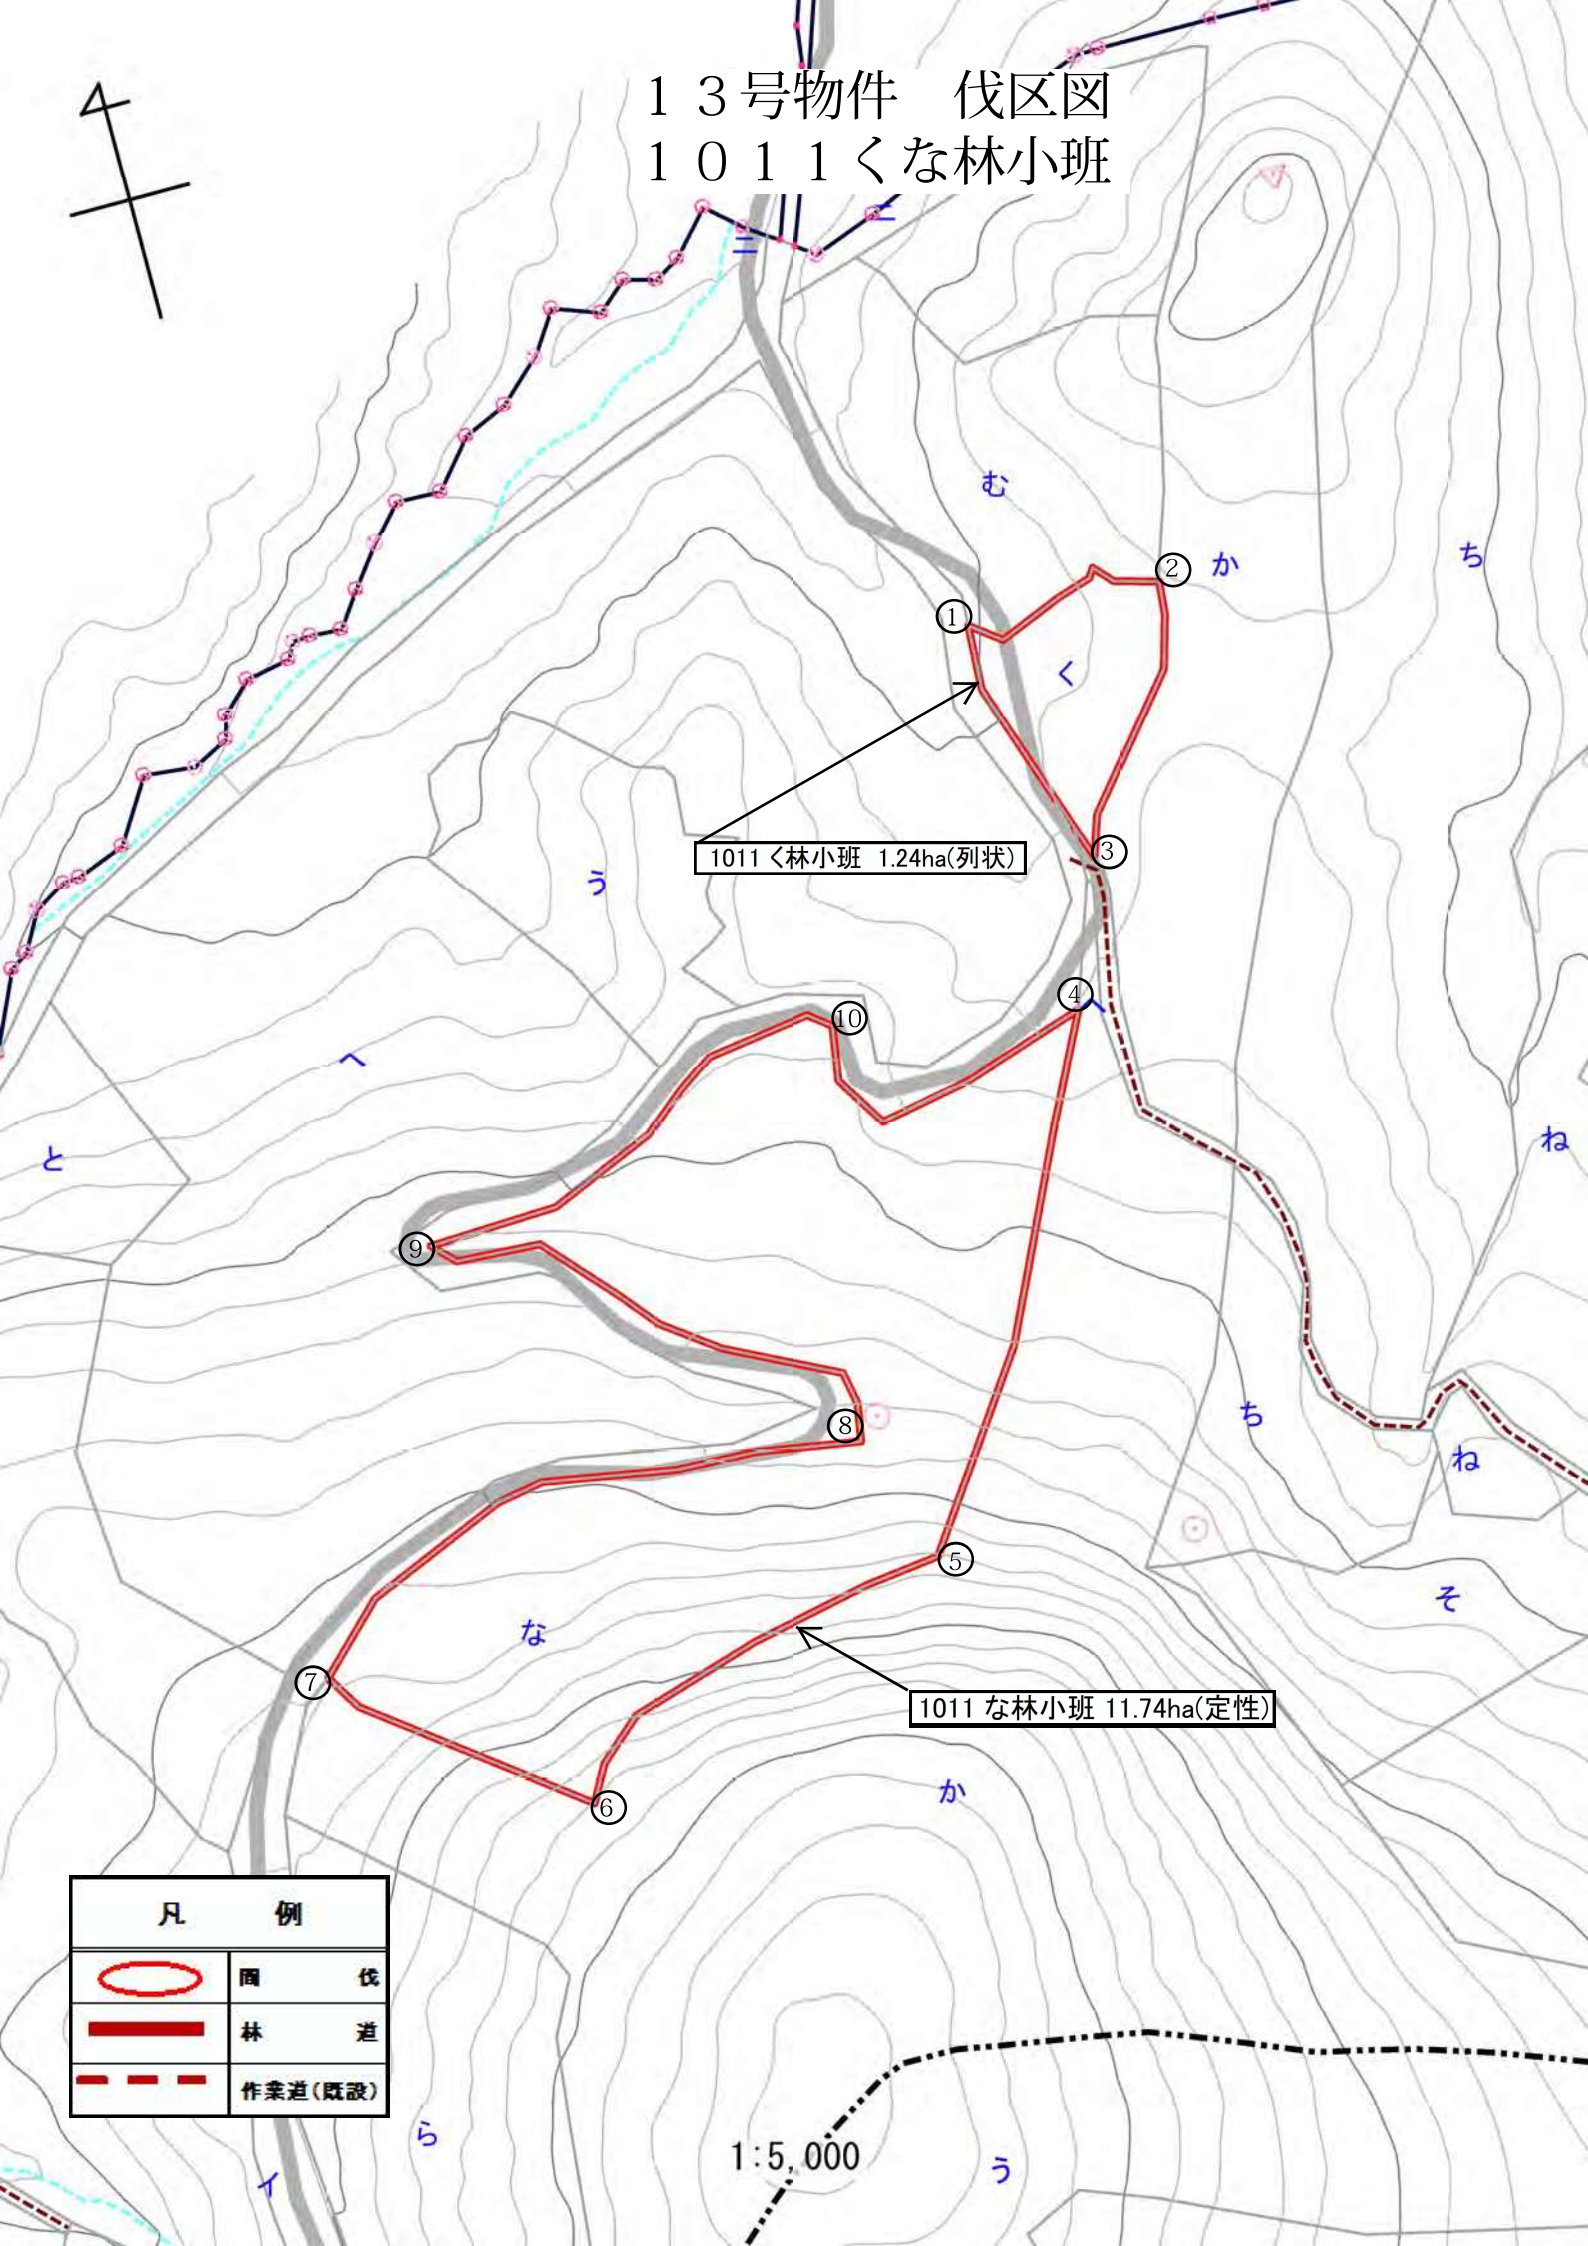 １３号物件　伐区図
１０１１くな林小班
ニ
ニ
む
か
ち
②
①
く
1011 く林小班 1.24ha(列状)
③
う
④
へ
⑩
へ
と
ね
⑨
ち
⑧
ね
⑤
そ
な
⑦
1011 な林小班 11.74ha(定性)
か
⑥
凡 例
間 伐
林 道
作業道(既設)
ら
1:5,000
う
イ